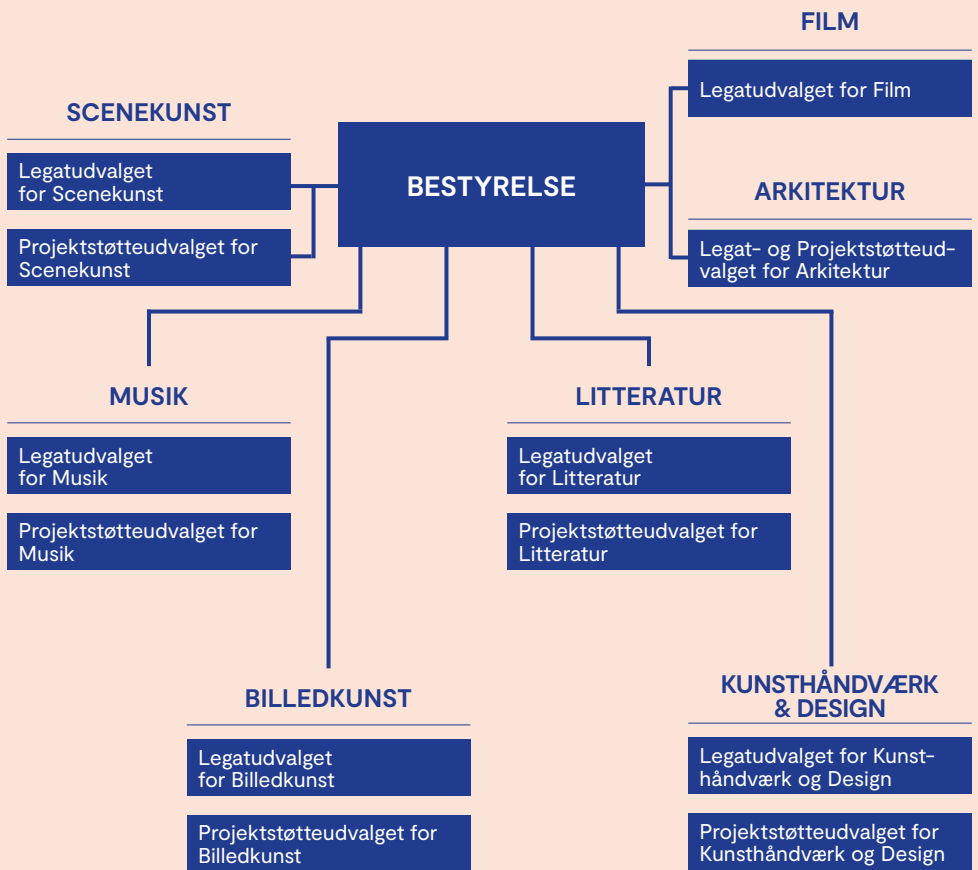 FILM
Legatudvalget for Film
SCENEKUNST
Legatudvalget
for Scenekunst
Projektstøtteudvalget for
Scenekunst
BESTYRELSE
ARKITEKTUR
Legat- og Projektstøtteud-
valget for Arkitektur
MUSIK
Legatudvalget
for Musik
Projektstøtteudvalget for
Musik
LITTERATUR
Legatudvalget
for Litteratur
Projektstøtteudvalget for
Litteratur
BILLEDKUNST
Legatudvalget
for Billedkunst
Projektstøtteudvalget for
Billedkunst
KUNSTHÅNDVÆRK
& DESIGN
Legatudvalget for Kunst-
håndværk og Design
Projektstøtteudvalget for
Kunsthåndværk og Design